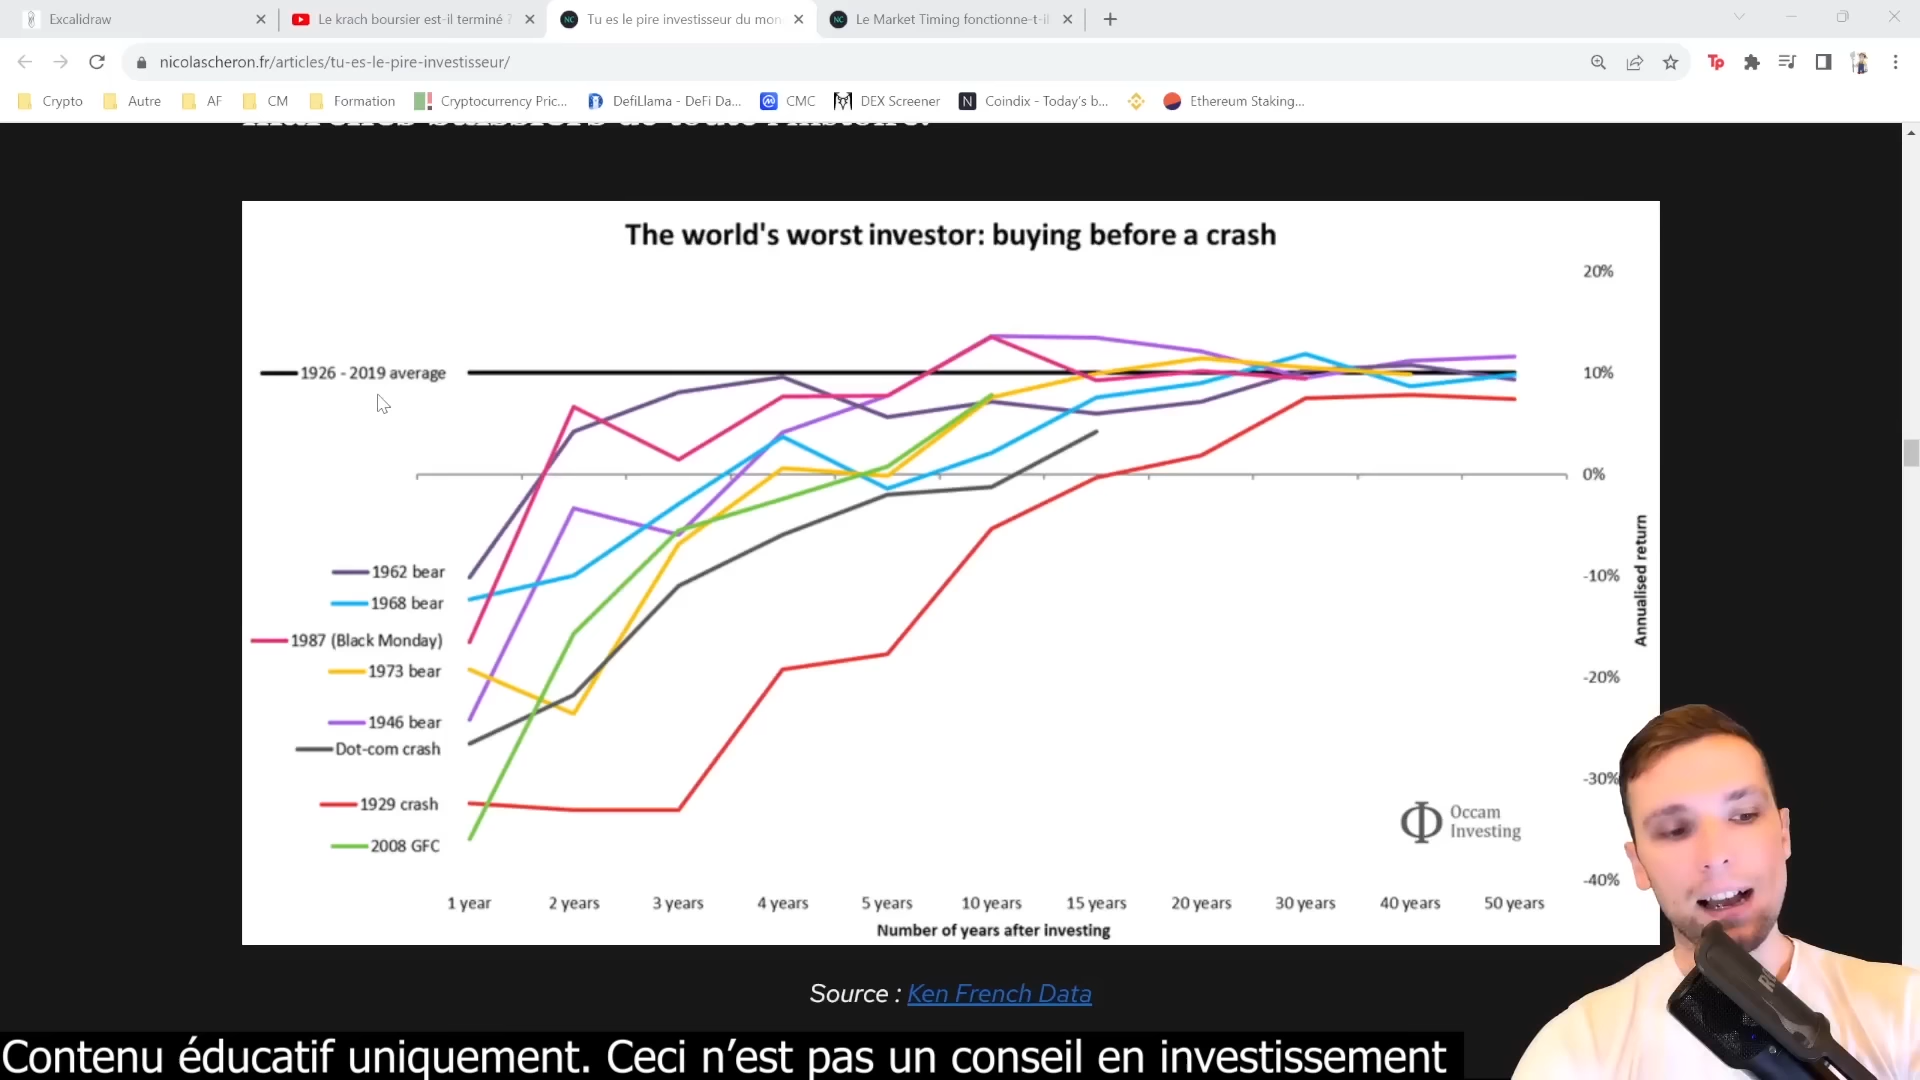 Excalidraw
Le krach boursier est-il terminé ?
Tu es le pire investisseur du mon
Le Market Timing fonctionne-t-il
nicolascheron.fr/articles/tu-es-le-pire-investisseur/
Crypto
Autre
AF
CM
Formation
Cryptocurrency Pric...
DefiLlama - DeFi Da...
CMC
DEX Screener
Coindix - Today's b...
Ethereum Staking...
The world's worst investor: buying before a crash
20%
1926 - 2019 average
10%
0%
1962 bear
-10%
1968 bear
1987 (Black Monday)
1973 bear
-20%
1946 bear
Dot-com crash
-30%
1929 crash
2008 GFC
-40%
Annualised return
Occam
Investing
1 year
2 years
3 years
4 years
5 years
10 years
15 years
20 years
30 years
40 years
50 years
Number of years after investing
Source : Ken French Data
Contenu éducatif uniquement. Ceci n'est pas un conseil en investissement